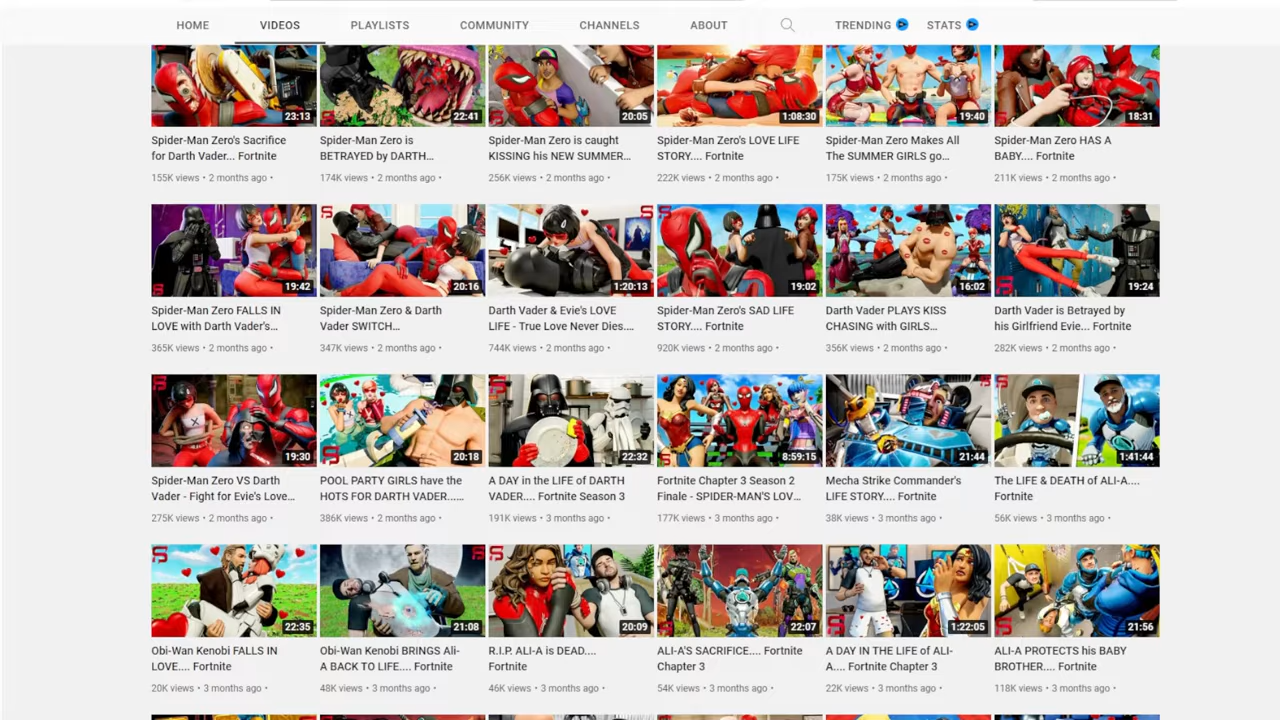 HOME VIDEOS PLAYLISTS COMMUNITY CHANNELS ABOUT TRENDING STATS
23:13 22:41 20:05 1:08:30 19:40 18:31
Spider-Man Zero's Sacrifice
for Darth Vader... Fortnite
155K views • 2 months ago •
Spider-Man Zero is
BETRAYED by DARTH...
174K views • 2 months ago •
Spider-Man Zero is caught
KISSING his NEW SUMMER...
256K views • 2 months ago •
Spider-Man Zero's LOVE LIFE
STORY.... Fortnite
222K views • 2 months ago •
Spider-Man Zero Makes All
The SUMMER GIRLS go...
175K views • 2 months ago •
Spider-Man Zero HAS A
BABY.... Fortnite
211K views • 2 months ago •
19:42 20:16 1:20:13 19:02 16:02 19:24
Spider-Man Zero FALLS IN
LOVE with Darth Vader's...
365K views • 2 months ago •
Spider-Man Zero & Darth
Vader SWITCH...
347K views • 2 months ago •
Darth Vader & Evie's LOVE
LIFE - True Love Never Dies....
744K views • 2 months ago •
Spider-Man Zero's SAD LIFE
STORY.... Fortnite
920K views • 2 months ago •
Darth Vader PLAYS KISS
CHASING with GIRLS...
356K views • 2 months ago •
Darth Vader is Betrayed by
his Girlfriend Evie... Fortnite
282K views • 2 months ago •
19:30 20:18 22:32 8:59:15 21:44 1:41:44
Spider-Man Zero VS Darth
Vader - Fight for Evie's Love...
275K views • 2 months ago •
POOL PARTY GIRLS have the
HOTS FOR DARTH VADER......
386K views • 2 months ago •
A DAY in the LIFE of DARTH
VADER.... Fortnite Season 3
191K views • 3 months ago •
Fortnite Chapter 3 Season 2
Finale - SPIDER-MAN'S LOV...
177K views • 3 months ago •
Mecha Strike Commander's
LIFE STORY.... Fortnite
38K views • 3 months ago •
The LIFE & DEATH of ALI-A....
Fortnite
56K views • 3 months ago •
22:35 21:08 20:09 22:07 1:22:05 21:56
Obi-Wan Kenobi FALLS IN
LOVE.... Fortnite
20K views • 3 months ago •
Obi-Wan Kenobi BRINGS Ali-
A BACK TO LIFE.... Fortnite
48K views • 3 months ago •
R.I.P. ALI-A is DEAD....
Fortnite
46K views • 3 months ago •
ALI-A'S SACRIFICE.... Fortnite
Chapter 3
54K views • 3 months ago •
A DAY IN THE LIFE of ALI-
A.... Fortnite Chapter 3
22K views • 3 months ago •
ALI-A PROTECTS his BABY
BROTHER.... Fortnite
118K views • 3 months ago •